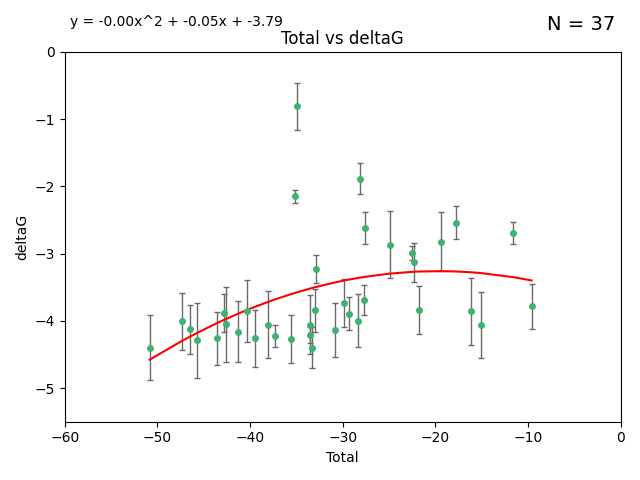 y = -0.00x^2 + -0.05x + -3.79
N = 37
Total vs deltaG
0
−1
−2
−3
−4
−5
deltaG
−60 −50 −40 −30 −20 −10 0
Total